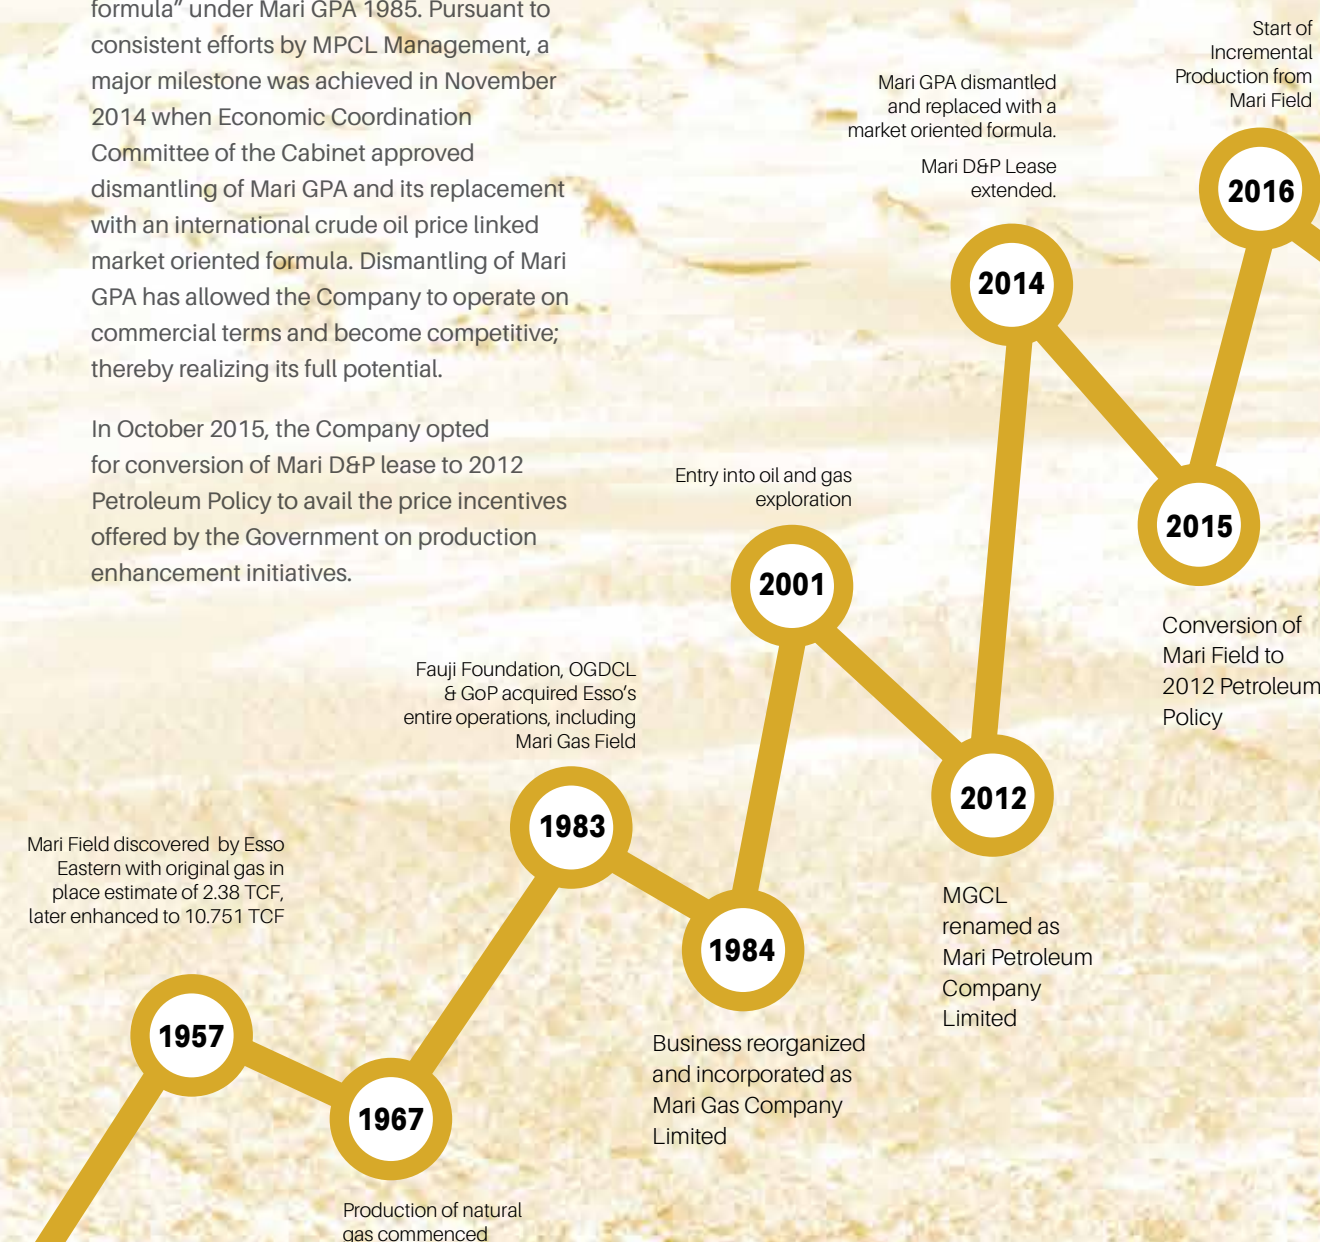 formula” under Mari GPA 1985. Pursuant to
consistent efforts by MPCL Management, a
major milestone was achieved in November
2014 when Economic Coordination
Committee of the Cabinet approved
dismantling of Mari GPA and its replacement
with an international crude oil price linked
market oriented formula. Dismantling of Mari
GPA has allowed the Company to operate on
commercial terms and become competitive;
thereby realizing its full potential.
In October 2015, the Company opted
for conversion of Mari D&P lease to 2012
Petroleum Policy to avail the price incentives
offered by the Government on production
enhancement initiatives.
Mari Field discovered by Esso
Eastern with original gas in
place estimate of 2.38 TCF,
later enhanced to 10.751 TCF
1957
1967
Production of natural
gas commenced
Fauji Foundation, OGDCL
& GoP acquired Esso’s
entire operations, including
Mari Gas Field
1983
1984
Business reorganized
and incorporated as
Mari Gas Company
Limited
Entry into oil and gas
exploration
2001
2012
MGCL
renamed as
Mari Petroleum
Company
Limited
Mari GPA dismantled
and replaced with a
market oriented formula.
Mari D&P Lease
extended.
2014
2015
Conversion of
Mari Field to
2012 Petroleum
Policy
Start of
Incremental
Production from
Mari Field
2016